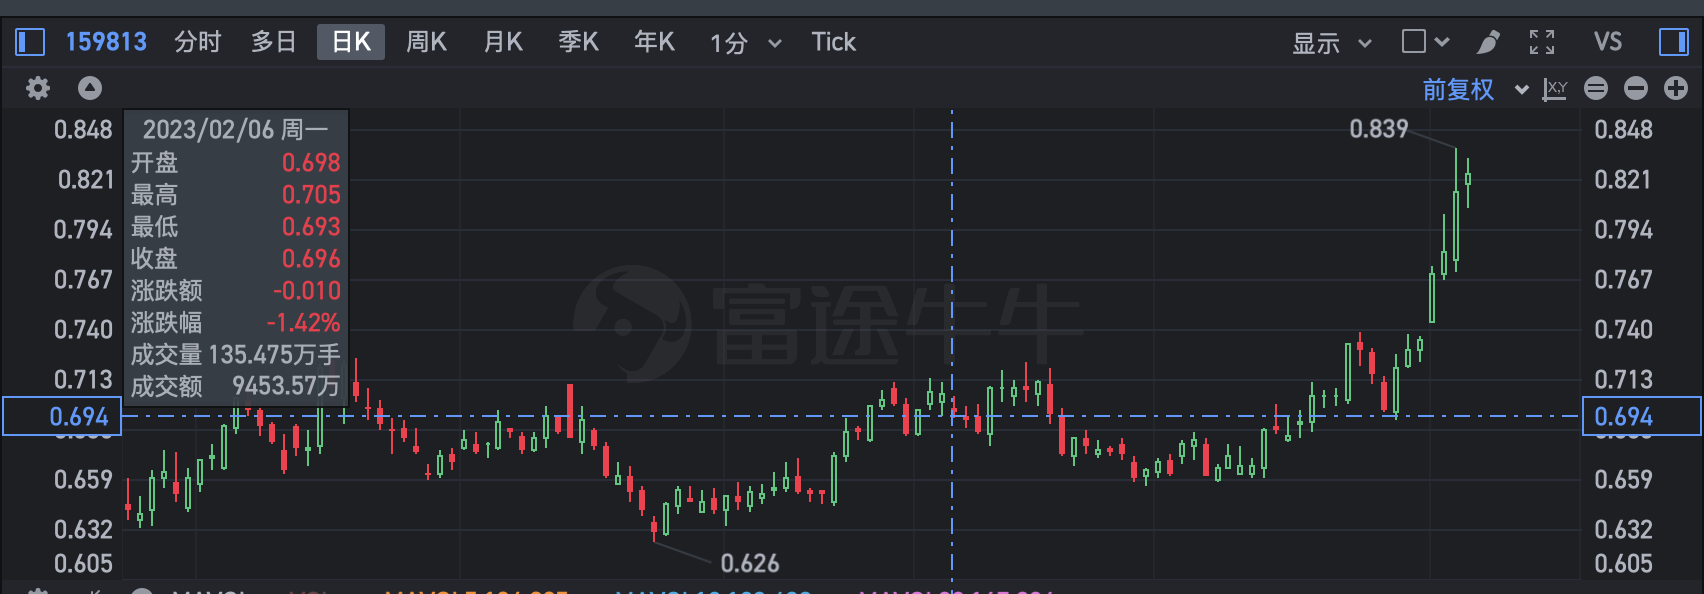 159813 分时 多日 日K 周K 月K 季K 年K 1分 Tick 显示 VS
前复权 X,Y
2023/02/06 周一
开盘 0.698
最高 0.705
最低 0.693
收盘 0.696
涨跌额 -0.010
涨跌幅 -1.42%
成交量 135.475万手
成交额 9453.57万
0.848
0.821
0.794
0.767
0.740
0.713
0.694
0.659
0.632
0.605
0.839
0.626
富途牛牛
0.848
0.821
0.794
0.767
0.740
0.713
0.694
0.659
0.632
0.605